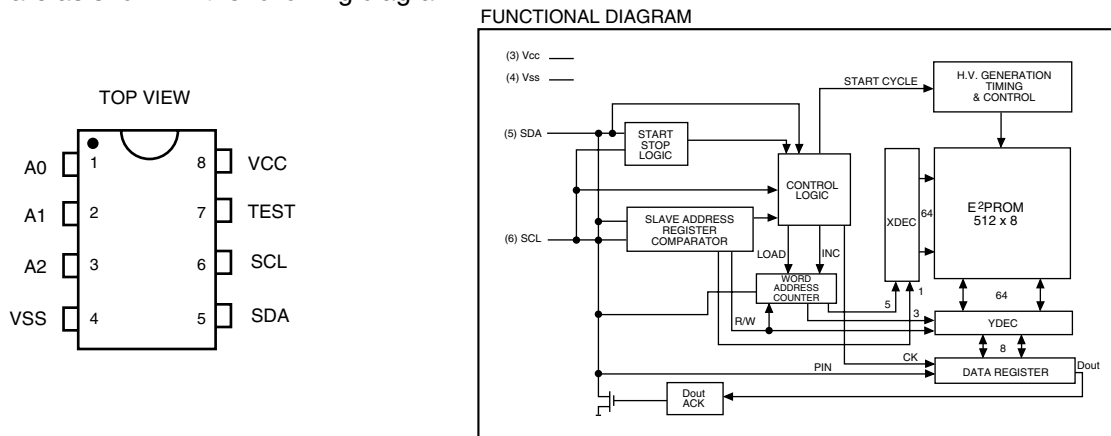 FUNCTIONAL DIAGRAM
TOP VIEW
A0 1
A1 2
A2 3
VSS 4
8 VCC
7 TEST
6 SCL
5 SDA
(3) Vcc
(4) Vss
(5) SDA
(6) SCL
START
STOP
LOGIC
SLAVE ADDRESS
REGISTER
COMPARATOR
CONTROL
LOGIC
START CYCLE
H.V. GENERATION
TIMING
& CONTROL
XDEC
64
E2PROM
512 x 8
LOAD
INC
WORD
ADDRESS
COUNTER
R/W
5
1
3
64
YDEC
8
CK
PIN
DATA REGISTER
Dout
Dout
ACK